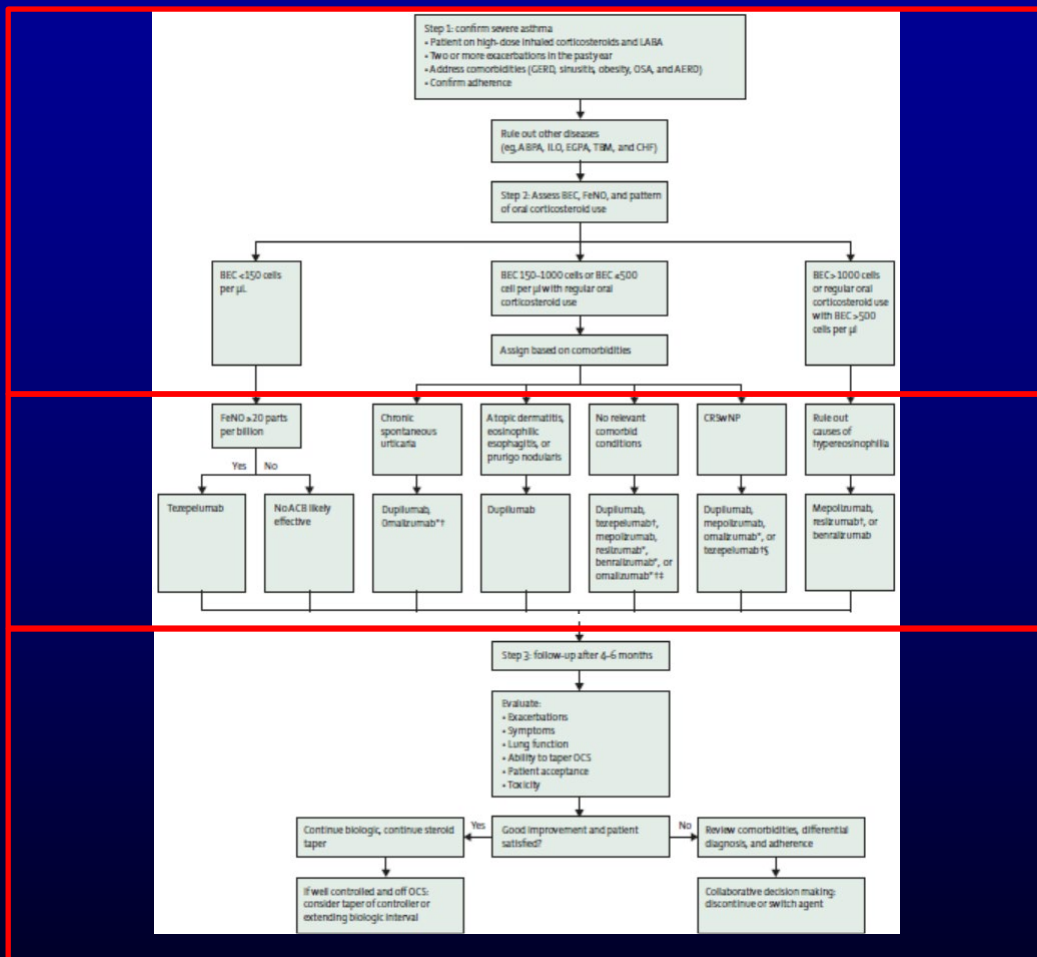 Step 1: confirm severe asthma
• Patient on high-dose inhaled corticosteroids and LABA
• Two or more exacerbations in the past year
• Address comorbidities (GERD, sinusitis, obesity, OSA, and AERD)
• Confirm adherence
Rule out other diseases
(eg, ABPA, ILO, EGPA, TBM, and CHF)
Step 2: Assess BEC, FeNO, and pattern
of oral corticosteroid use
BEC <150 cells
per µL
BEC 150–1000 cells or BEC ≤500
cell per µl with regular oral
corticosteroid use
BEC >1000 cells
or regular oral
corticosteroid use
with BEC >500
cells per µl
Assign based on comorbidities
FeNO ≥20 parts
per billion
Yes No
Chronic
spontaneous
urticaria
Atopic dermatitis,
eosinophilic
esophagitis, or
prurigo nodularis
No relevant
comorbid
conditions
CRSwNP
Rule out
causes of
hypereosinophilia
Tezepelumab
No ACB likely
effective
Dupilumab,
Omalizumab*†
Dupilumab
Dupilumab,
tezepelumab†,
mepolizumab,
reslizumab*,
benralizumab*, or
omalizumab*†‡
Dupilumab,
mepolizumab,
omalizumab*, or
tezepelumab†§
Mepolizumab,
reslizumab†, or
benralizumab
Step 3: follow-up after 4–6 months
Evaluate:
• Exacerbations
• Symptoms
• Lung function
• Ability to taper OCS
• Patient acceptance
• Toxicity
Good improvement and patient
satisfied?
Yes
No
Continue biologic, continue steroid
taper
Review comorbidities, differential
diagnosis, and adherence
If well controlled and off OCS:
consider taper of controller or
extending biologic interval
Collaborative decision making:
discontinue or switch agent